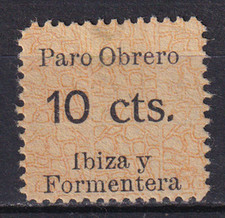 Paro Obrero
10 cts.
Ibiza y
Formentera